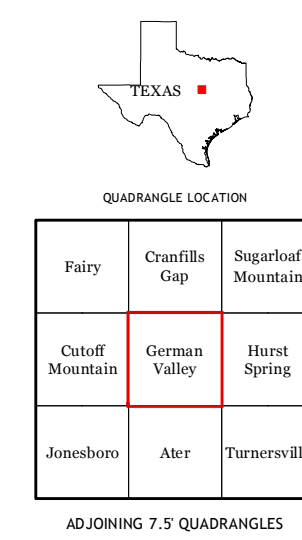 TEXAS
QUADRANGLE LOCATION
Fairy
Cranfills
Gap
Sugarloaf
Mountain
Cutoff
Mountain
German
Valley
Hurst
Spring
Jonesboro
Ater
Turnersvill
ADJOINING 7.5' QUADRANGLES